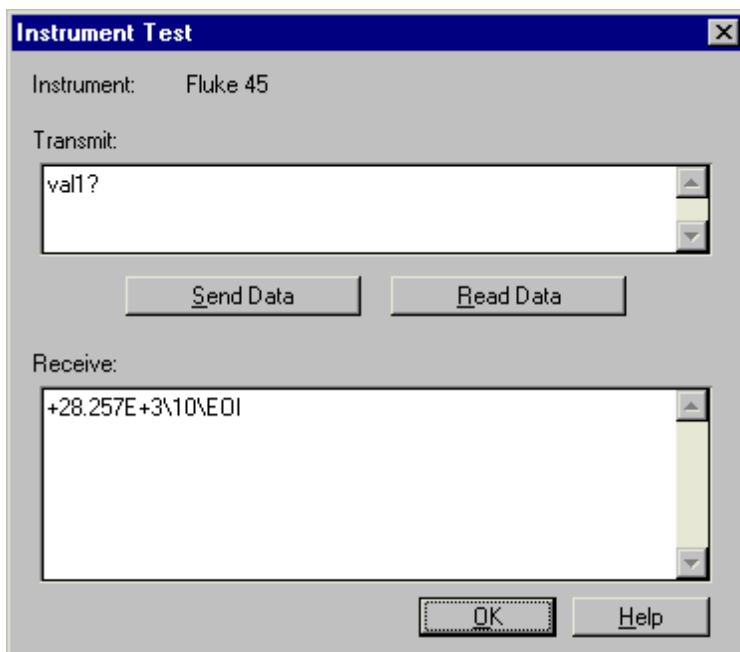 Instrument Test
Instrument: Fluke 45
Transmit:
val1?
Send Data Read Data
Receive:
+28.257E+3\10\EOI
OK Help